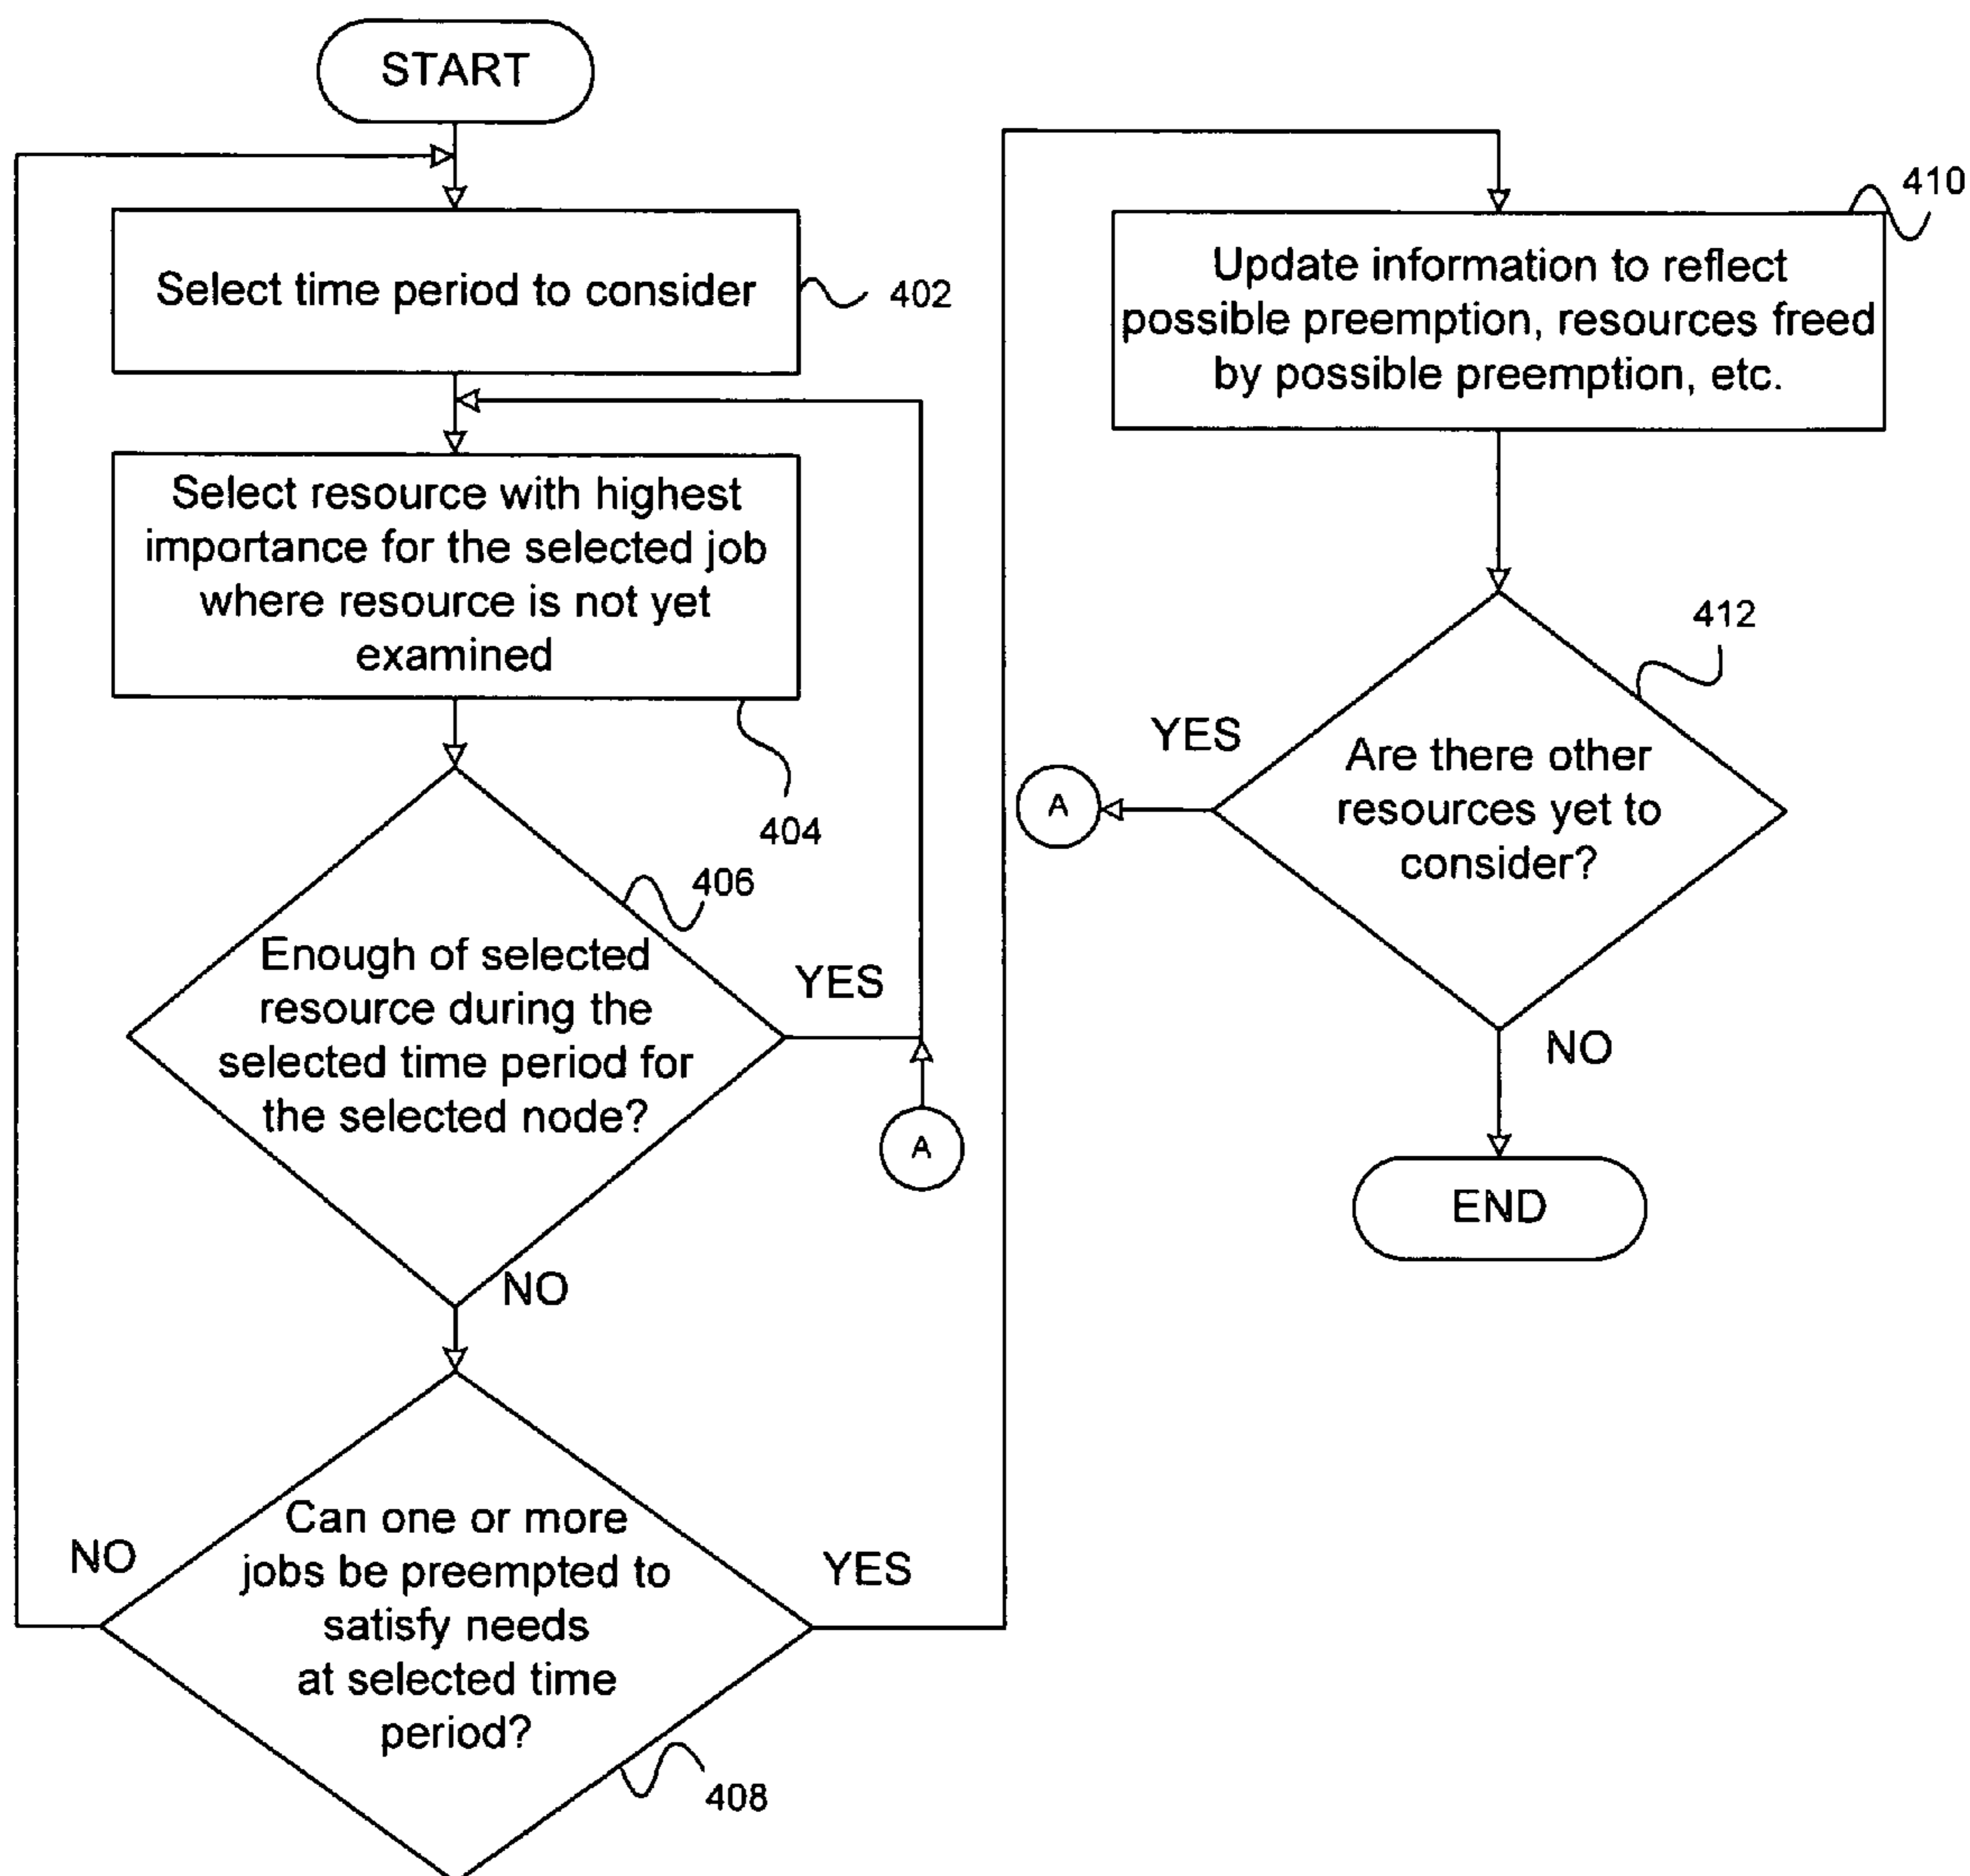 START
Select time period to consider
402
Select resource with highest
importance for the selected job
where resource is not yet
examined
404
406
Enough of selected
resource during the
selected time period for
the selected node?
YES
A
NO
Can one or more
jobs be preempted to
satisfy needs
at selected time
period?
NO
YES
408
410
Update information to reflect
possible preemption, resources freed
by possible preemption, etc.
412
Are there other
resources yet to
consider?
YES
A
NO
END